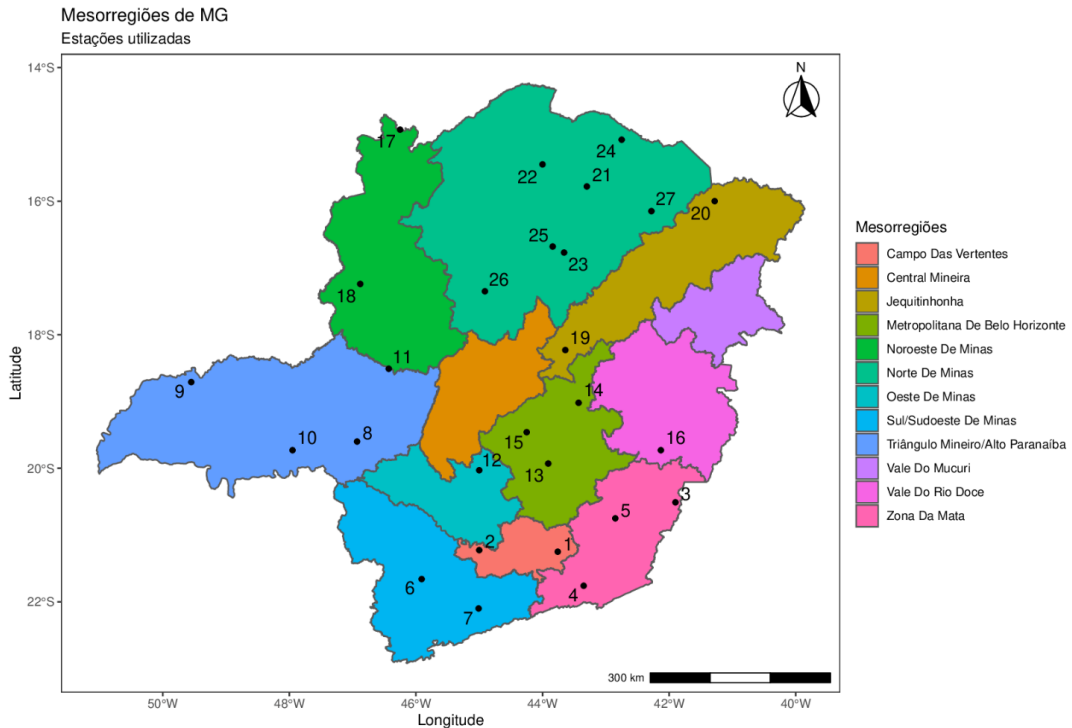 Mesorregiões de MG
Estações utilizadas
14°S
16°S
18°S
20°S
22°S
Latitude
N
17
24
22
21
27
20
25
23
26
18
19
11
9
14
10
8
15
16
12
13
3
5
2
1
6
4
7
300 km
50°W
48°W
46°W
44°W
42°W
40°W
Longitude
Mesorregiões
Campo Das Vertentes
Central Mineira
Jequitinhonha
Metropolitana De Belo Horizonte
Noroeste De Minas
Norte De Minas
Oeste De Minas
Sul/Sudoeste De Minas
Triângulo Mineiro/Alto Paranaíba
Vale Do Mucuri
Vale Do Rio Doce
Zona Da Mata